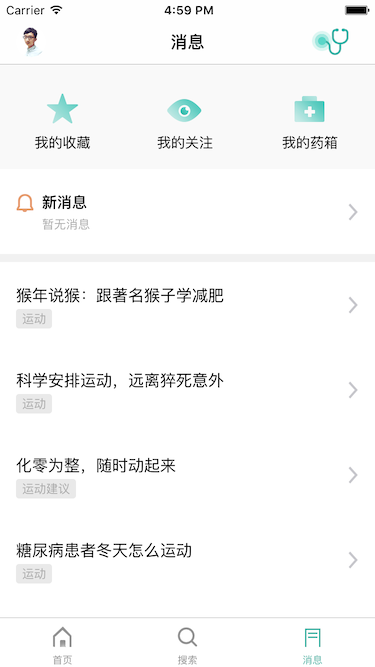 Carrier 4:59 PM
消息
我的收藏 我的关注 我的药箱
新消息
暂无消息
猴年说猴：跟著名猴子学减肥
运动
科学安排运动，远离猝死意外
运动
化零为整，随时动起来
运动建议
糖尿病患者冬天怎么运动
运动
首页 搜索 消息